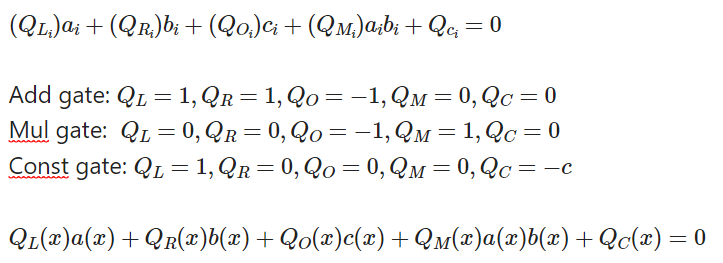 (Q_{L_i})a_i + (Q_{R_i})b_i + (Q_{O_i})c_i + (Q_{M_i})a_i b_i + Q_{c_i} = 0
Add gate: Q_L = 1, Q_R = 1, Q_O = −1, Q_M = 0, Q_C = 0
Mul gate: Q_L = 0, Q_R = 0, Q_O = −1, Q_M = 1, Q_C = 0
Const gate: Q_L = 1, Q_R = 0, Q_O = 0, Q_M = 0, Q_C = −c
Q_L(x)a(x) + Q_R(x)b(x) + Q_O(x)c(x) + Q_M(x)a(x)b(x) + Q_C(x) = 0